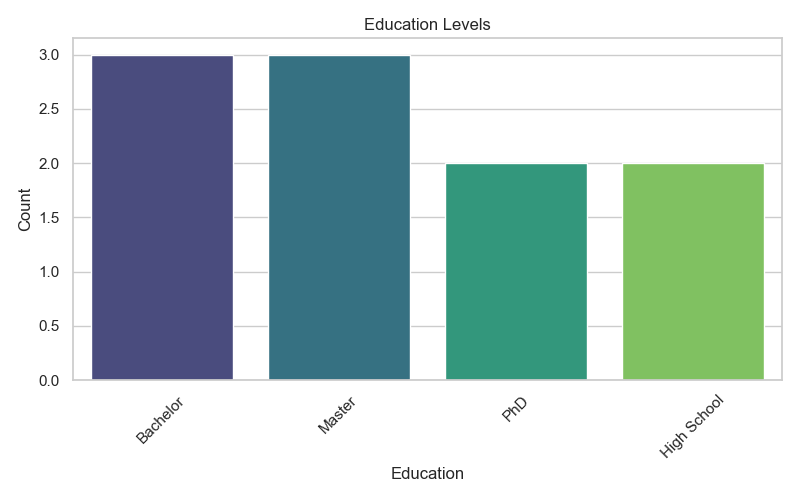 Education Levels
3.0
2.5
2.0
1.5
1.0
0.5
0.0
Count
Bachelor
Master
PhD
High School
Education